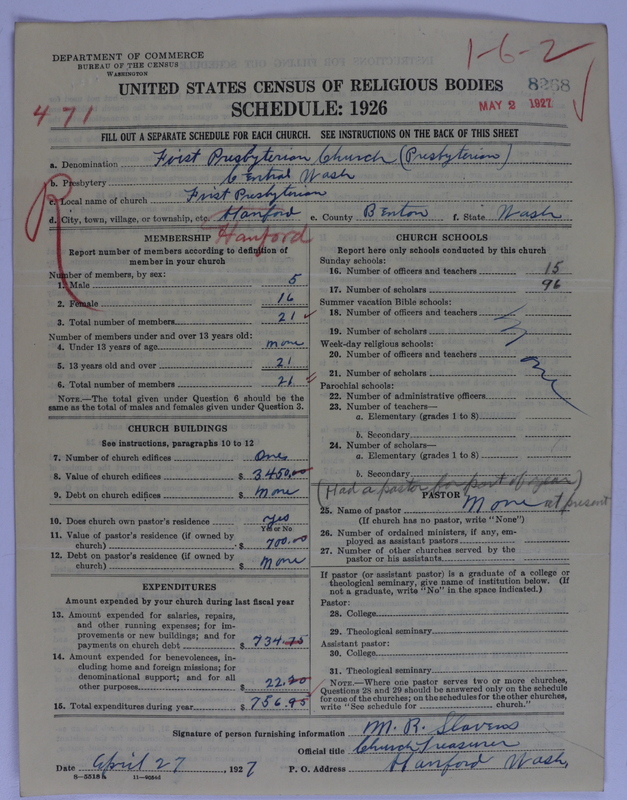 DEPARTMENT OF COMMERCE
BUREAU OF THE CENSUS
WASHINGTON
1-6-2
UNITED STATES CENSUS OF RELIGIOUS BODIES
8268
SCHEDULE: 1926
MAY 2 1927
471
FILL OUT A SEPARATE SCHEDULE FOR EACH CHURCH. SEE INSTRUCTIONS ON THE BACK OF THIS SHEET
a. Denomination First Presbyterian Church (Presbyterian)
b. Presbytery Central Wash
c. Local name of church First Presbyterian
d. City, town, village, or township, etc. Hanford e. County Benton f. State Wash
Hanford
MEMBERSHIP
Report number of members according to definition of
member in your church
Number of members, by sex:
1. Male 5
2. Female 16
3. Total number of members 21
Number of members under and over 13 years old:
4. Under 13 years of age none
5. 13 years old and over 21
6. Total number of members 21
NOTE.—The total given under Question 6 should be
same as the total of males and females given under Question 3.
CHURCH BUILDINGS
See instructions, paragraphs 10 to 12
7. Number of church edifices One
8. Value of church edifices $ 3450.00
9. Debt on church edifices $ None
10. Does church own pastor's residence yes
Yes or No
11. Value of pastor's residence (if owned by
church) $ 700.00
12. Debt on pastor's residence (if owned by
church) $ None
EXPENDITURES
Amount expended by your church during last fiscal year
13. Amount expended for salaries, repairs,
and other running expenses; for im-
provements or new buildings; and for
payments on church debt $ 734.75
14. Amount expended for benevolences, in-
cluding home and foreign missions; for
denominational support; and for all
other purposes $ 22.20
15. Total expenditures during year $ 756.95
CHURCH SCHOOLS
Report here only schools conducted by this church
Sunday schools:
16. Number of officers and teachers 15
17. Number of scholars 96
Summer vacation Bible schools:
18. Number of officers and teachers
19. Number of scholars
Week-day religious schools:
20. Number of officers and teachers
21. Number of scholars
Parochial schools:
22. Number of administrative officers
23. Number of teachers—
a. Elementary (grades 1 to 8)
b. Secondary
24. Number of scholars—
a. Elementary (grades 1 to 8)
b. Secondary
(Had a pastor for part of year)
PASTOR
25. Name of pastor None at present
(If church has no pastor, write "None")
26. Number of ordained ministers, if any, em-
ployed as assistant pastors
27. Number of other churches served by the
pastor or his assistants
If pastor (or assistant pastor) is a graduate of a college or
theological seminary, give name of institution below. (If
not a graduate, write "No" in the space indicated.)
Pastor:
28. College
29. Theological seminary
Assistant pastor:
30. College
31. Theological seminary
NOTE.—Where one pastor serves two or more churches,
Questions 28 and 29 should be answered only on the schedule
for one of the churches; on the schedules for the other churches,
write "See schedule for church."
Signature of person furnishing information M. R. Slavens
Official title Church Treasurer
Date April 27, 1927 P. O. Address Hanford Wash.